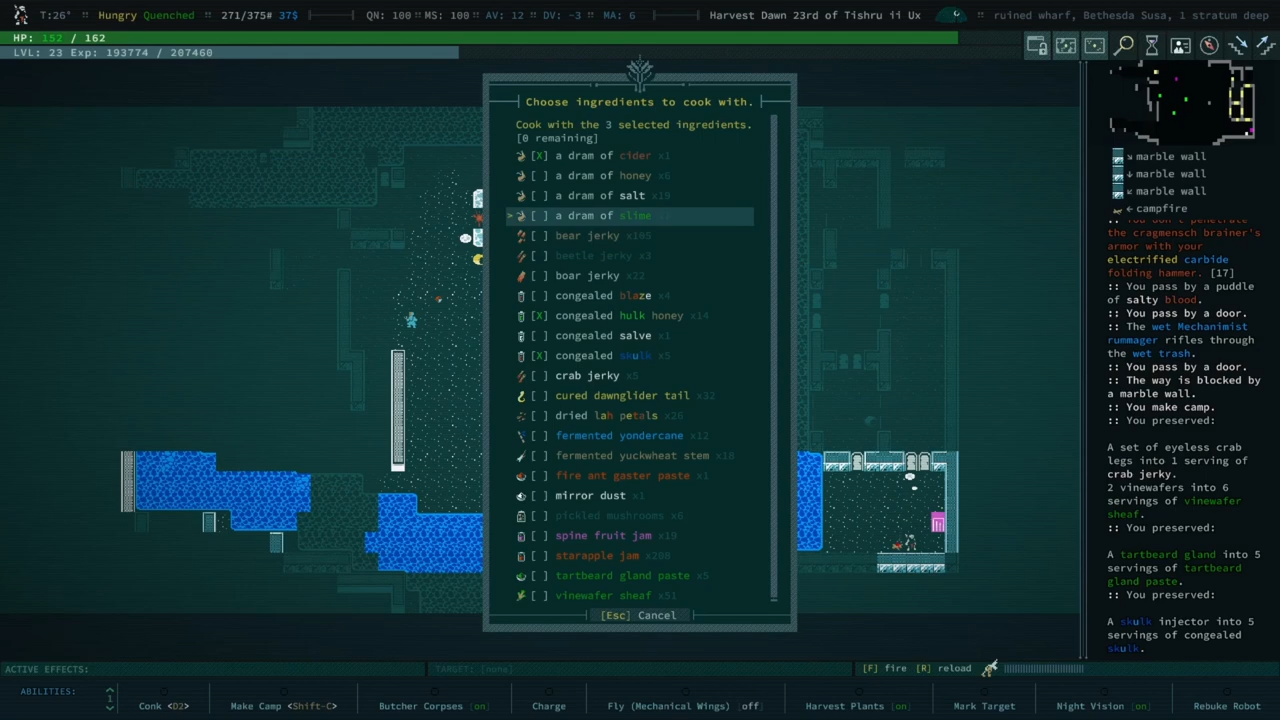 T:26° :: Hungry Quenched :: 271/375# 37$ QN: 100 :: MS: 100 :: AV: 12 :: DV: -3 :: MA: 6 Harvest Dawn 23rd of Tishru ii Ux :: ruined wharf, Bethesda Susa, 1 stratum deep
HP: 152 / 162
LVL: 23 Exp: 193774 / 207460
Choose ingredients to cook with.
Cook with the 3 selected ingredients.
[0 remaining]
[X] a dram of cider x1
[ ] a dram of honey x6
[ ] a dram of salt x19
> [ ] a dram of slime
[ ] bear jerky x105
[ ] beetle jerky x3
[ ] boar jerky x22
[ ] congealed blaze x4
[X] congealed hulk honey x14
[ ] congealed salve x1
[X] congealed skulk x5
[ ] crab jerky x5
[ ] cured dawnglider tail x32
[ ] dried lah petals x26
[ ] fermented yondercane x12
[ ] fermented yuckwheat stem x18
[ ] fire ant gaster paste x1
[ ] mirror dust x1
[ ] pickled mushrooms x6
[ ] spine fruit jam x19
[ ] starapple jam x208
[ ] tartbeard gland paste x5
[ ] vinewafer sheaf x51
[Esc] Cancel
marble wall
marble wall
marble wall
campfire
:: You don't penetrate
the cragmensch brainer's
armor with your
electrified carbide
folding hammer. [17]
:: You pass by a puddle
of salty blood.
:: You pass by a door.
:: The wet Mechanimist
rummager rifles through
the wet trash.
:: You pass by a door.
:: The way is blocked by
a marble wall.
:: You make camp.
:: You preserved:
A set of eyeless crab
legs into 1 serving of
crab jerky.
2 vinewafers into 6
servings of vinewafer
sheaf.
:: You preserved:
A tartbeard gland into 5
servings of tartbeard
gland paste.
:: You preserved:
A skulk injector into 5
servings of congealed
skulk.
ACTIVE EFFECTS: TARGET: [none] [F] fire [R] reload
ABILITIES: 1 Conk <D2> Make Camp <Shift-C> Butcher Corpses [on] Charge Fly (Mechanical Wings) [off] Harvest Plants [on] Mark Target Night Vision [on] Rebuke Robot